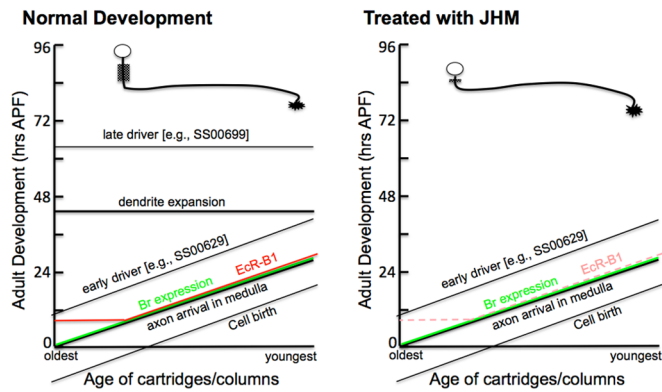 Normal Development
Treated with JHM
Adult Development (hrs APF)
96
72
48
24
0
late driver [e.g., SS00699]
dendrite expansion
early driver [e.g., SS00629]
EcR-B1
Br expression
axon arrival in medulla
Cell birth
oldest
youngest
Age of cartridges/columns
Adult Development (hrs APF)
96
72
48
24
0
early driver [e.g., SS00629]
EcR-B1
Br expression
axon arrival in medulla
Cell birth
oldest
youngest
Age of cartridges/columns